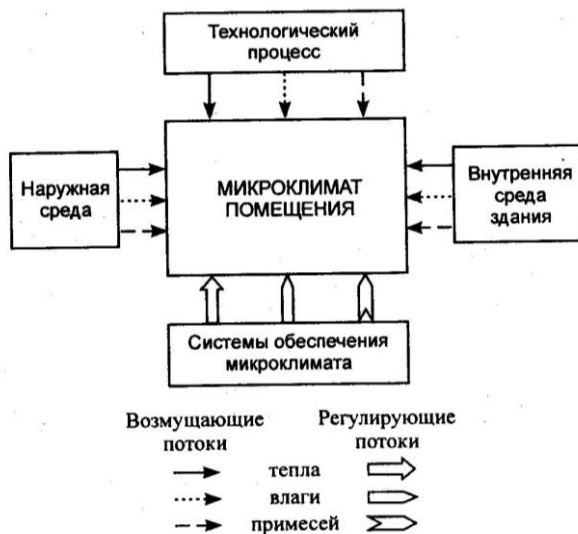 Технологический
процесс
Наружная
среда
МИКРОКЛИМАТ
ПОМЕЩЕНИЯ
Внутренняя
среда
здания
Системы обеспечения
микроклимата
Возмущающие
потоки
Регулирующие
потоки
тепла
влаги
примесей